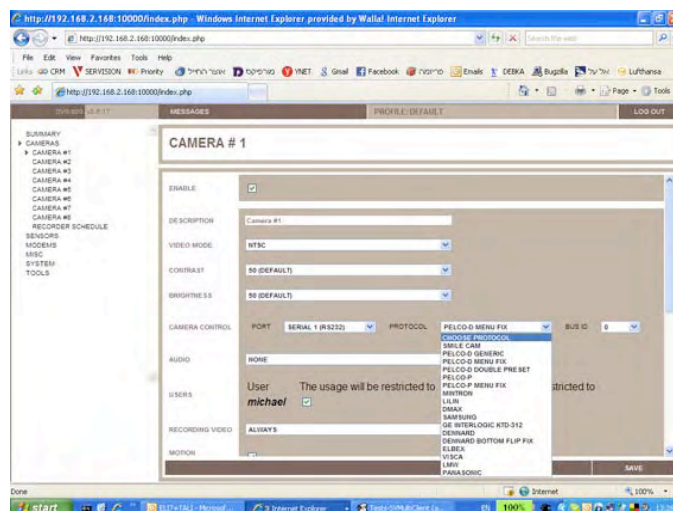 http://192.168.2.168:10000/index.php - Windows Internet Explorer provided by Walla! Internet Explorer
http://192.168.2.168:10000/index.php
Search the web
File Edit View Favorites Tools Help
Links CRM SERVISION Priority YNET Gmail Facebook Emails DEBKA Bugzilla Lufthansa
http://192.168.2.168:10000/index.php
Page Tools
MESSAGES PROFILE: DEFAULT LOG OUT
SUMMARY
CAMERAS
CAMERA #1
CAMERA #2
CAMERA #3
CAMERA #4
CAMERA #5
CAMERA #6
CAMERA #7
CAMERA #8
RECORDER SCHEDULE
SENSORS
MODEMS
MISC
SYSTEM
TOOLS
CAMERA # 1
ENABLE
DESCRIPTION Camera #1
VIDEO MODE NTSC
CONTRAST 50 (DEFAULT)
BRIGHTNESS 50 (DEFAULT)
CAMERA CONTROL PORT SERIAL 1 (RS232) PROTOCOL PELCO-D MENU FIX BUS ID 0
CHOOSE PROTOCOL
SMILE CAM
PELCO-D GENERIC
PELCO-D MENU FIX
PELCO-D DOUBLE PRESET
PELCO-P
PELCO-P MENU FIX
MINTRON
LILIN
DMAX
SAMSUNG
GE INTERLOGIC KTD-312
DENNARD
DENNARD BOTTOM FLIP FIX
ELBEX
VISCA
LMW
PANASONIC
AUDIO NONE
USERS User The usage will be restricted to stricted to
michael
RECORDING VIDEO ALWAYS
MOTION
SAVE
Done Internet 100%
start 3 Internet Explorer EN 100%